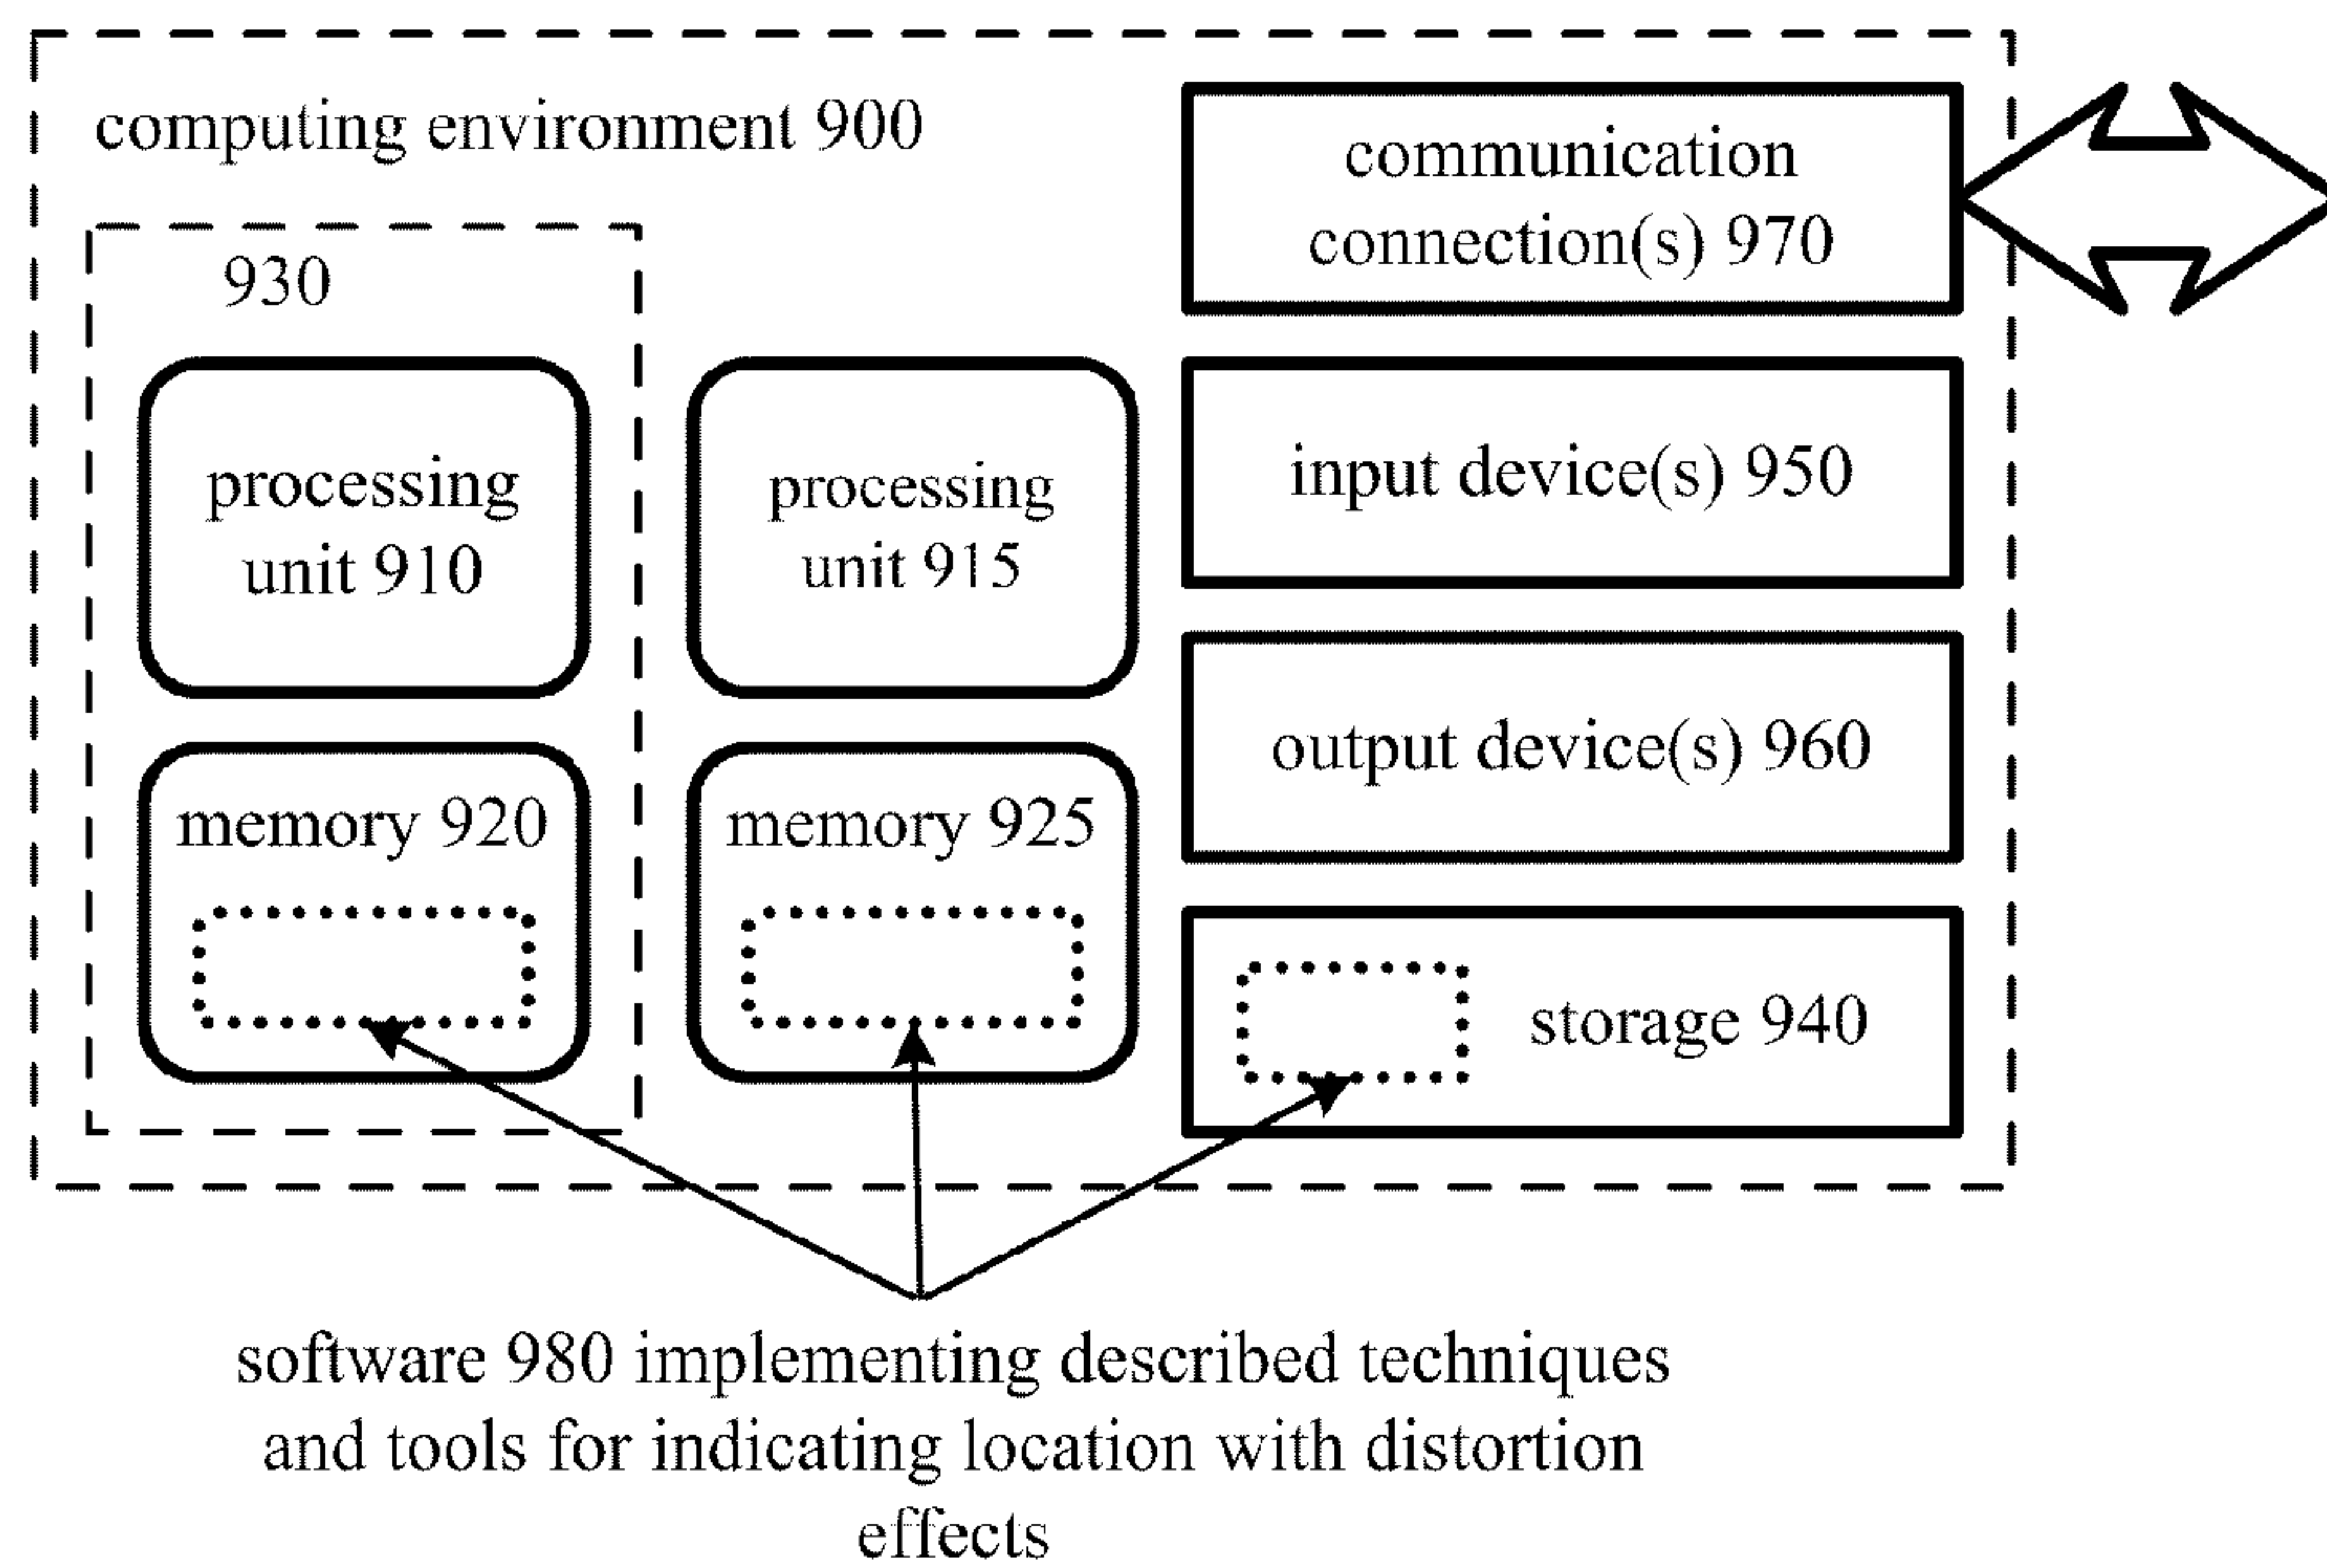 computing environment 900
930
processing
unit 910
memory 920
processing
unit 915
memory 925
communication
connection(s) 970
input device(s) 950
output device(s) 960
storage 940
software 980 implementing described techniques
and tools for indicating location with distortion
effects